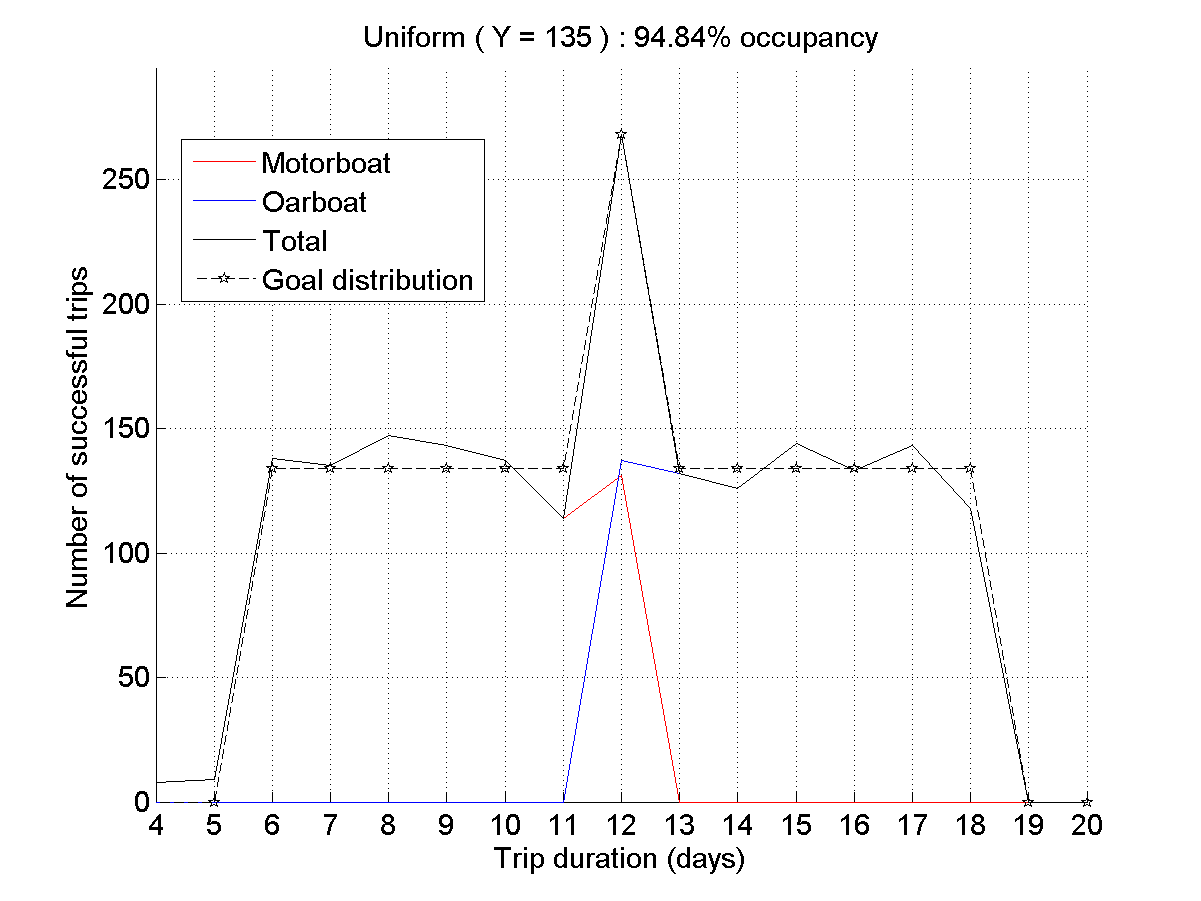 Uniform ( Y = 135 ) : 94.84% occupancy
Motorboat
Oarboat
Total
Goal distribution
Number of successful trips
250
200
150
100
50
0
4 5 6 7 8 9 10 11 12 13 14 15 16 17 18 19 20
Trip duration (days)